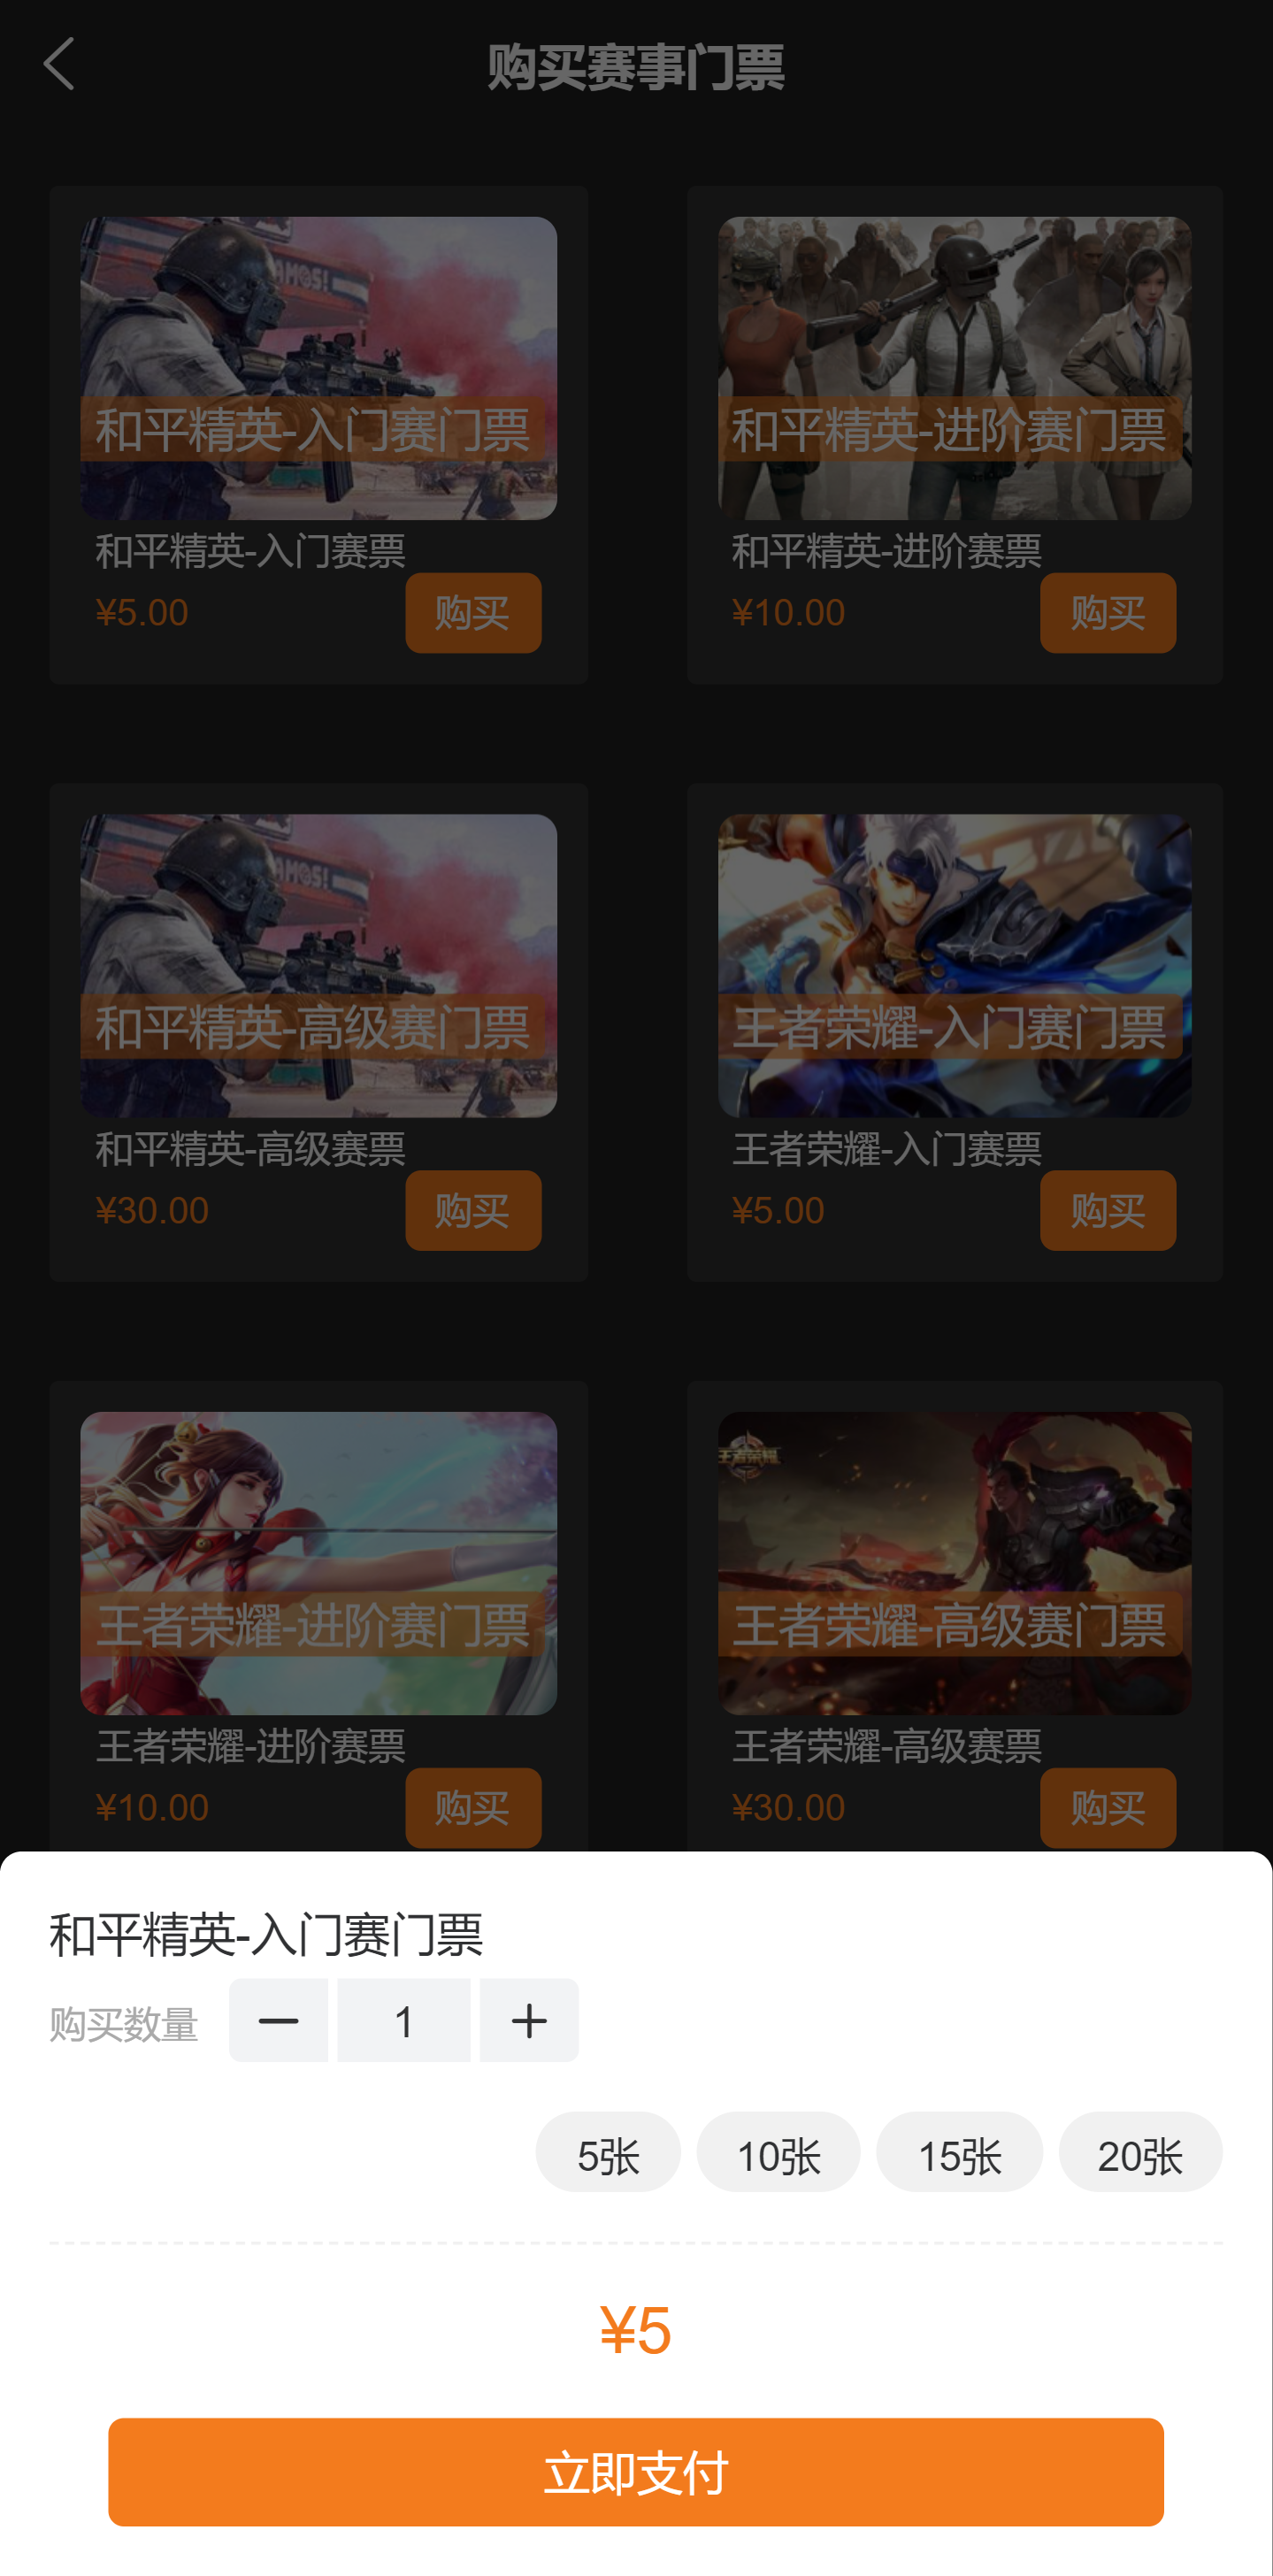 购买赛事门票
AMOS!
和平精英-入门赛门票
和平精英-入门赛票
¥5.00
购买
和平精英-进阶赛门票
和平精英-进阶赛票
¥10.00
购买
AMOS!
和平精英-高级赛门票
和平精英-高级赛票
¥30.00
购买
王者荣耀-入门赛门票
王者荣耀-入门赛票
¥5.00
购买
王者荣耀-进阶赛门票
王者荣耀-进阶赛票
¥10.00
购买
王者荣耀
王者荣耀-高级赛门票
王者荣耀-高级赛票
¥30.00
购买
和平精英-入门赛门票
购买数量
1
5张
10张
15张
20张
¥5
立即支付